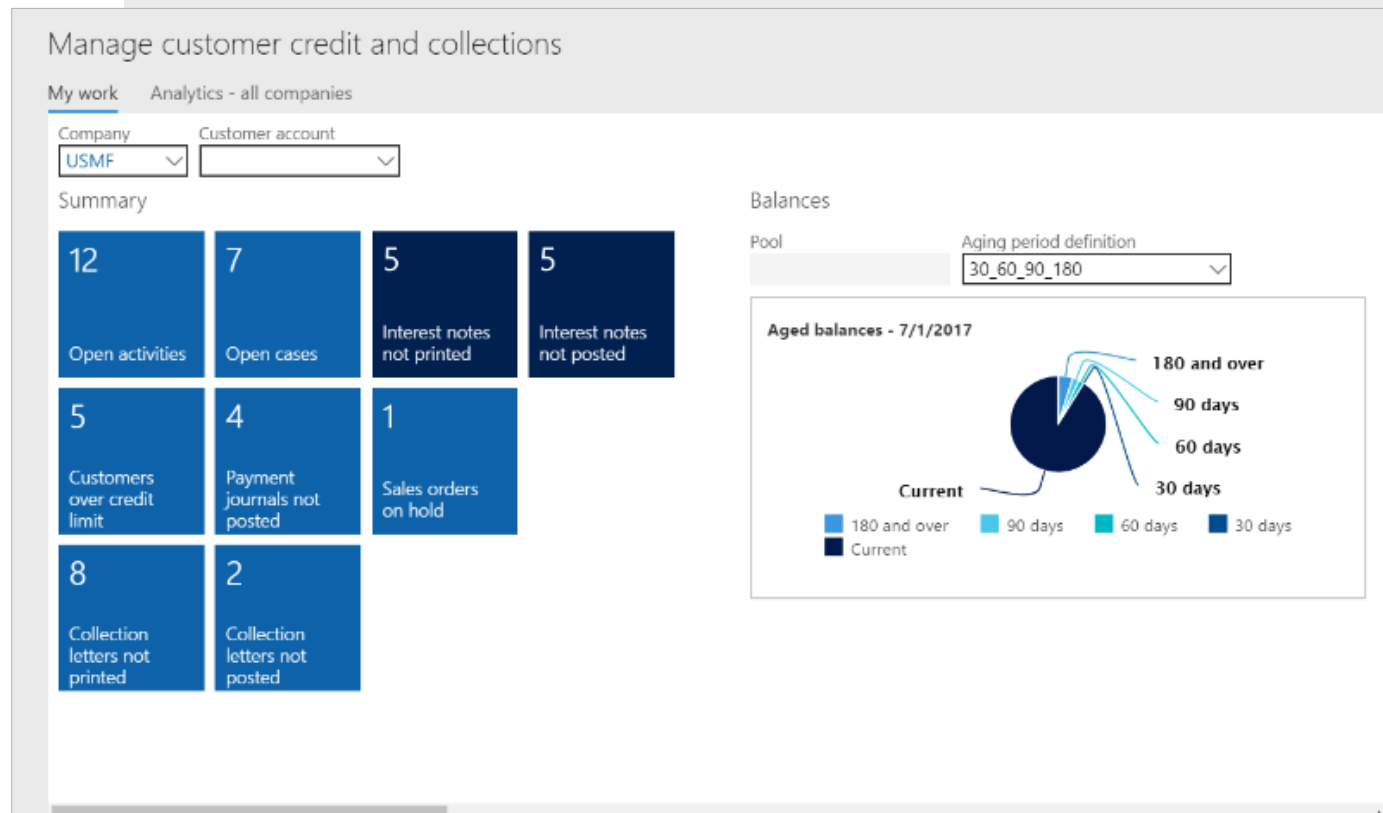 Manage customer credit and collections
My work Analytics - all companies
Company Customer account
USMF
Summary
12
Open activities
7
Open cases
5
Interest notes
not printed
5
Interest notes
not posted
5
Customers
over credit
limit
4
Payment
journals not
posted
1
Sales orders
on hold
8
Collection
letters not
printed
2
Collection
letters not
posted
Balances
Pool Aging period definition
30_60_90_180
Aged balances - 7/1/2017
180 and over
90 days
60 days
30 days
Current
180 and over 90 days 60 days 30 days
Current